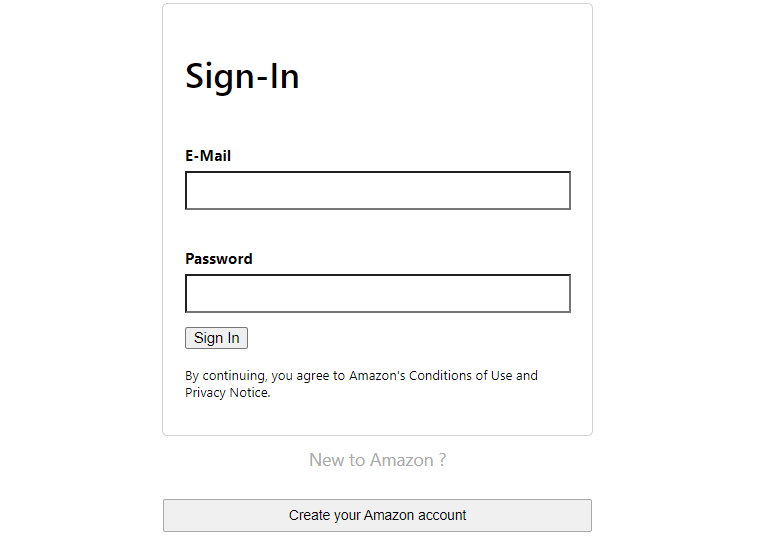 Sign-In
E-Mail
Password
Sign In
By continuing, you agree to Amazon's Conditions of Use and
Privacy Notice.
New to Amazon ?
Create your Amazon account